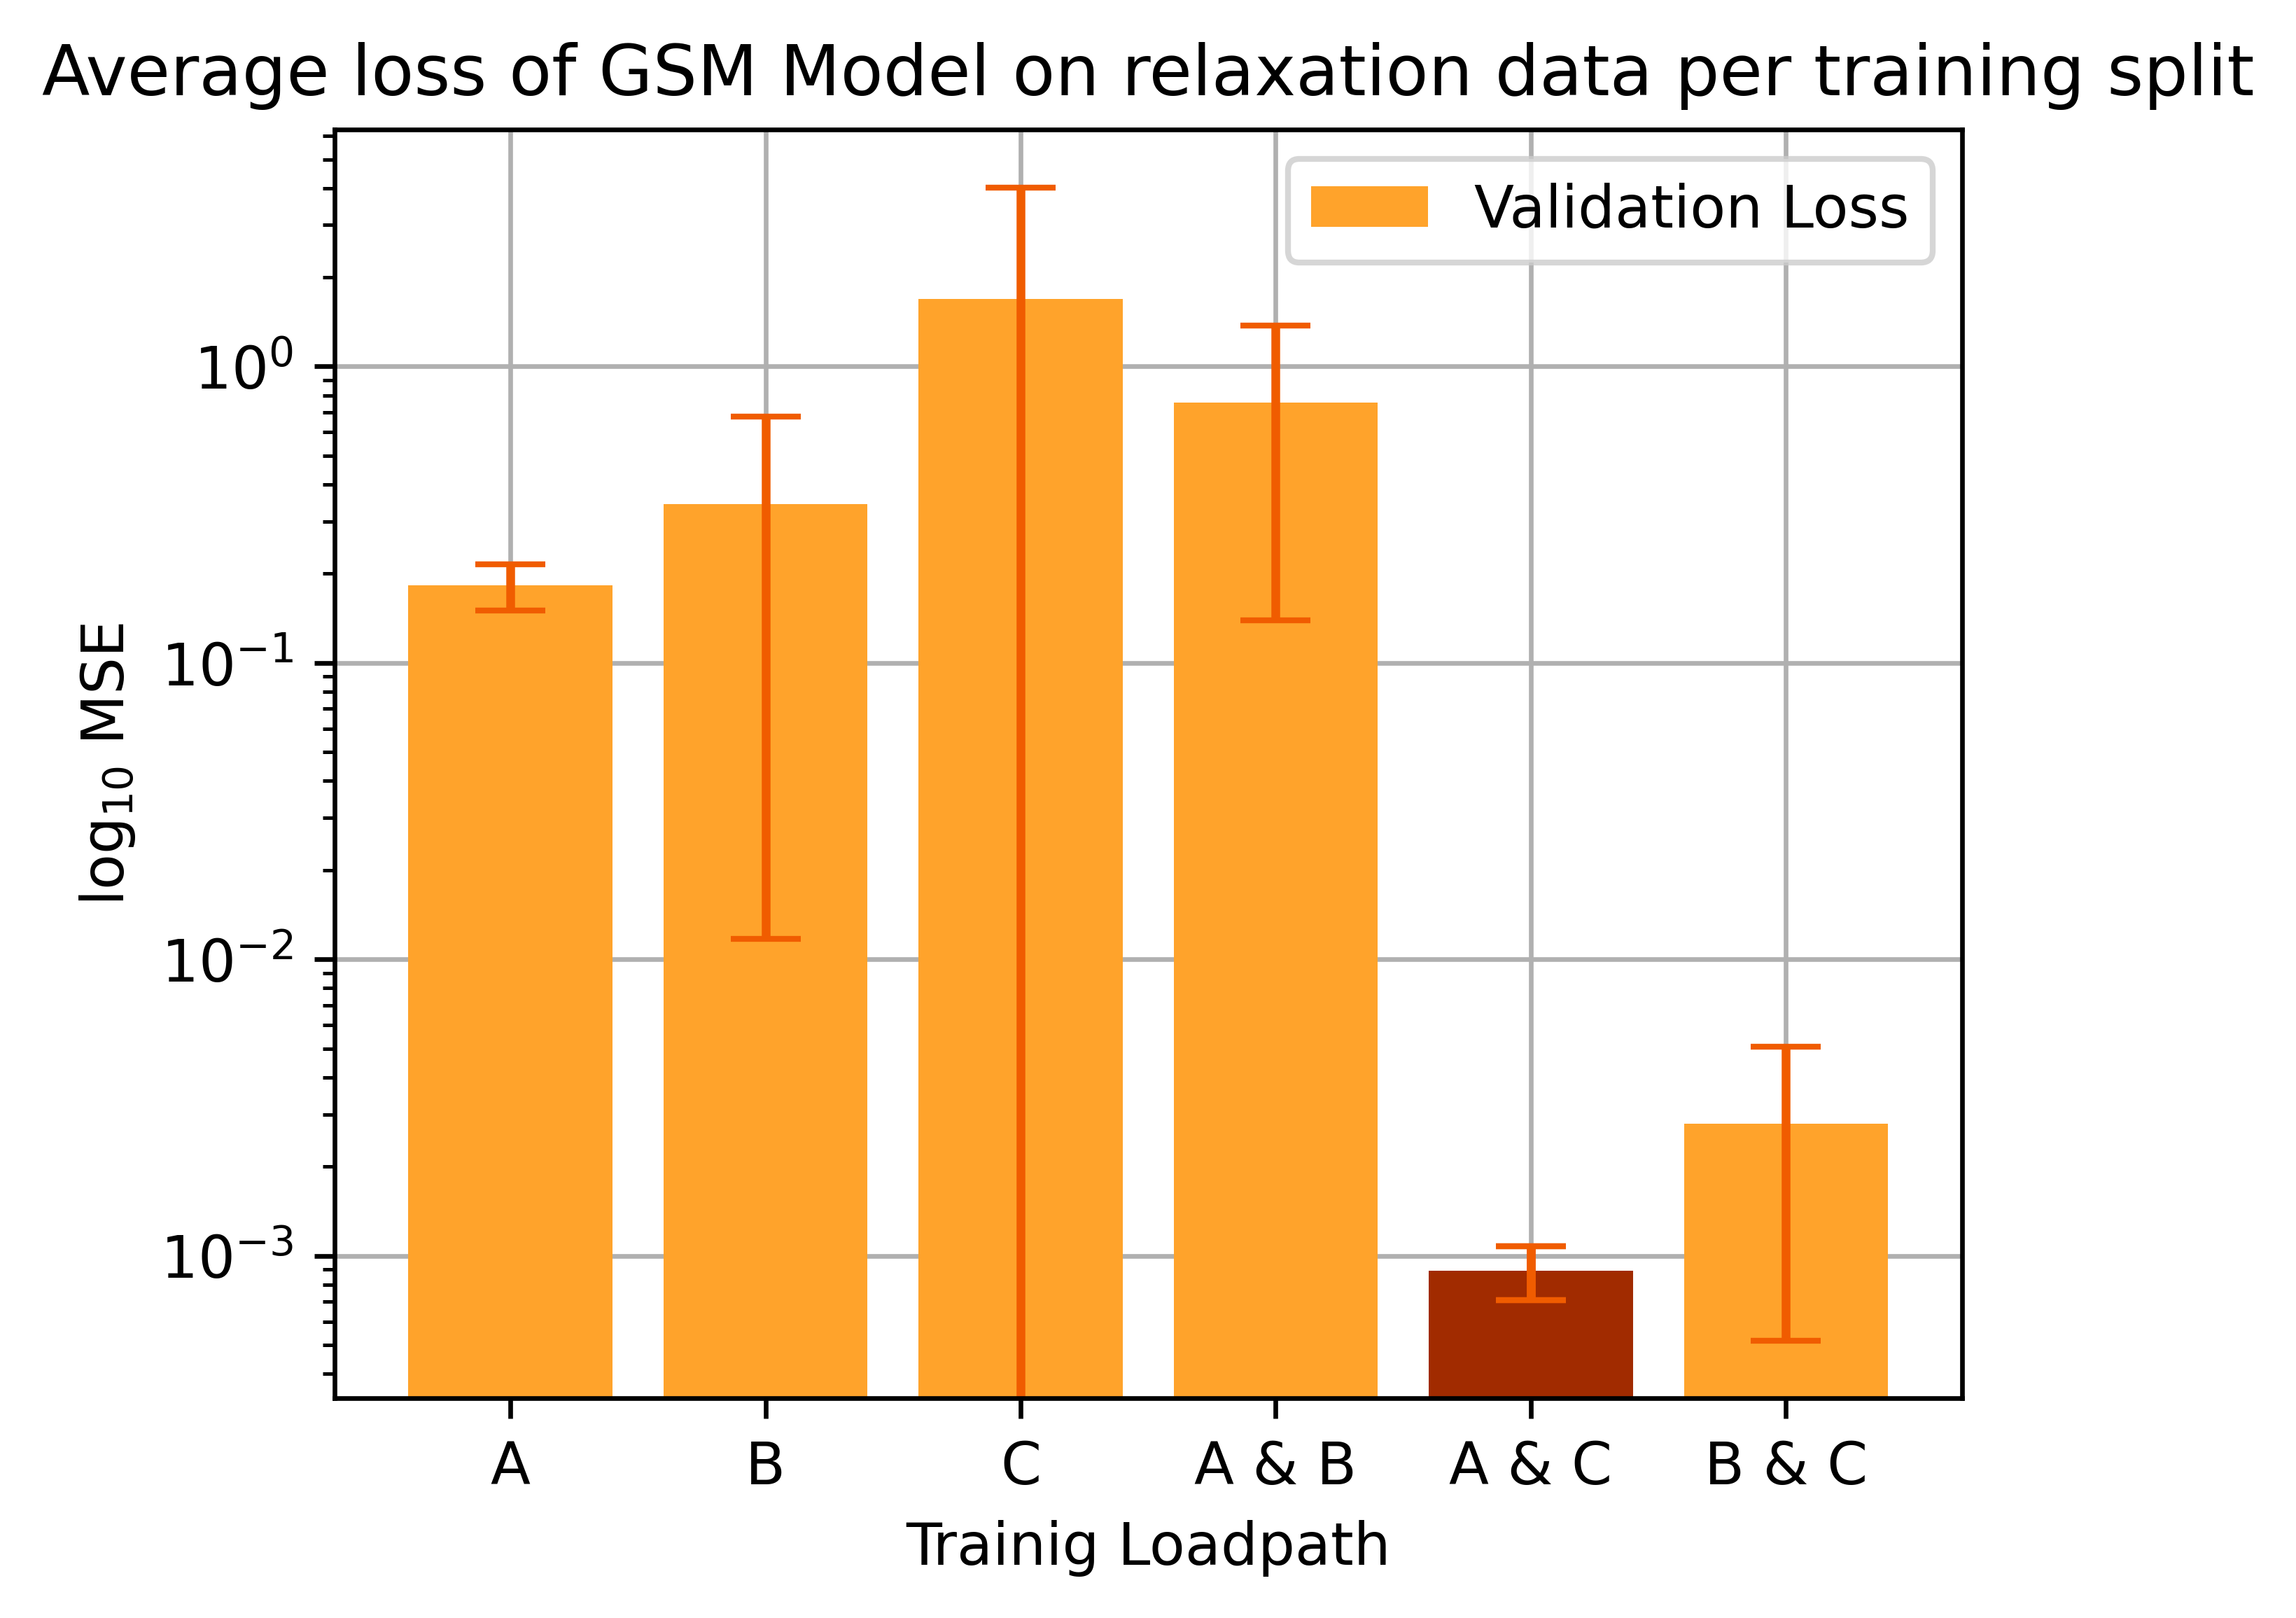 Average loss of GSM Model on relaxation data per training split
Validation Loss
log₁₀ MSE
10⁰
10⁻¹
10⁻²
10⁻³
A B C A & B A & C B & C
Trainig Loadpath